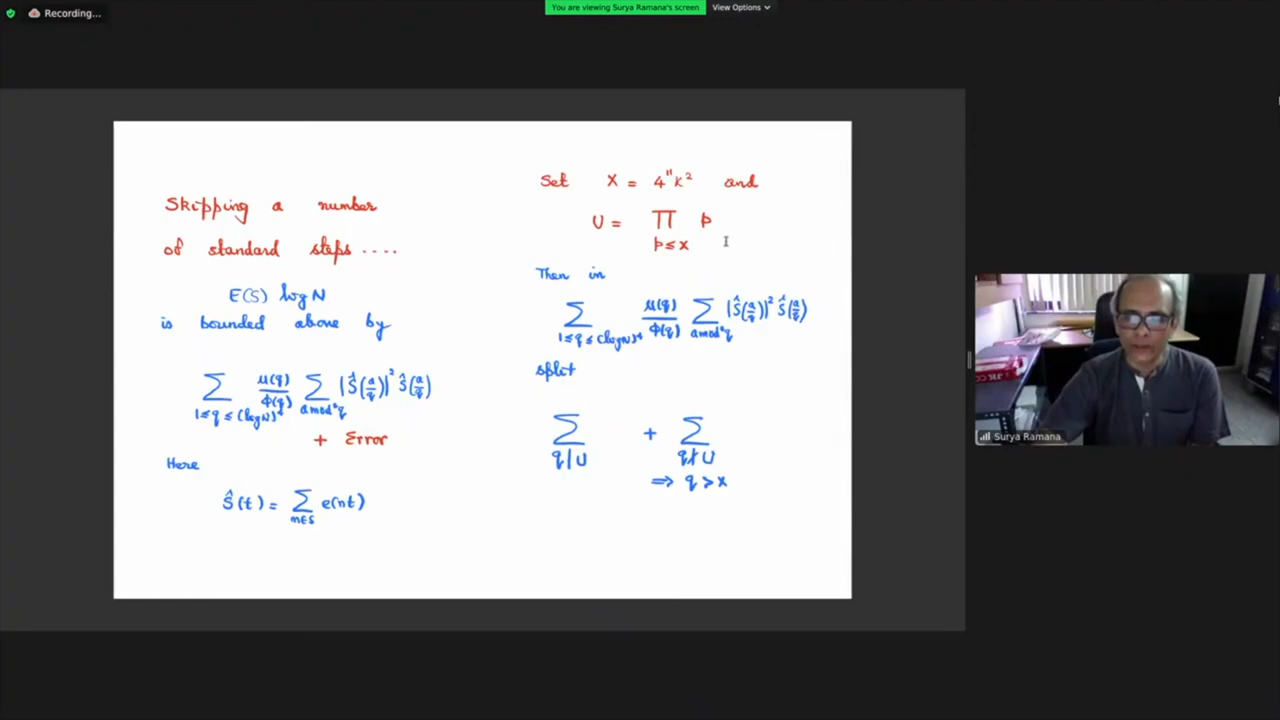 Recording...
You are viewing Surya Ramana's screen
View Options
Skipping a number
of standard steps ....
E(S) log N
is bounded above by
∑_{1≤q≤(log N)^4} μ(q)/φ(q) ∑_{a mod* q} |Ŝ(a/q)|² Ŝ(a/q)
+ Error
Here
Ŝ(t) = ∑_{n∈S} e(nt)
Set X = 4" K² and
U = ∏_{p≤x} p
Then in
∑_{1≤q≤(log N)^4} μ(q)/φ(q) ∑_{a mod* q} |Ŝ(a/q)|² Ŝ(a/q)
split
∑_{q|U} + ∑_{q∤U}
⟹ q > x
Surya Ramana